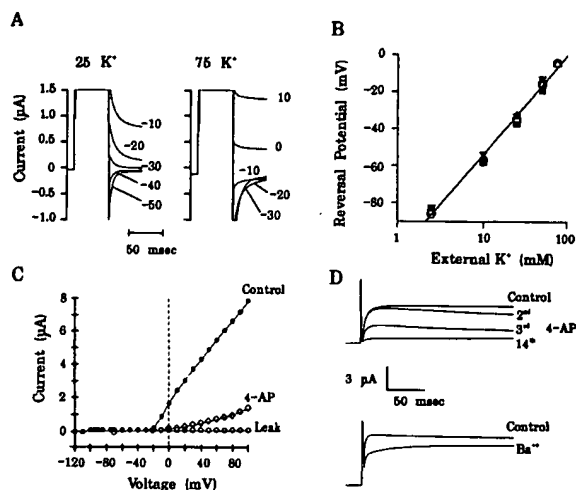 A
25 K⁺
75 K⁺
Current (μA)
1.5
1.0
0.5
0.0
-0.5
-1.0
-10
-20
-30
-40
-50
10
0
-10
-20
-30
50 msec
B
Reversal Potential (mV)
0
-20
-40
-60
-80
1
10
100
External K⁺ (mM)
C
Current (μA)
8
6
4
2
0
-120
-80
-40
0
40
80
Voltage (mV)
Control
4-AP
Leak
D
Control
2ⁿᵈ
3ʳᵈ 4-AP
14ᵗʰ
3 μA
50 msec
Control
Ba⁺⁺